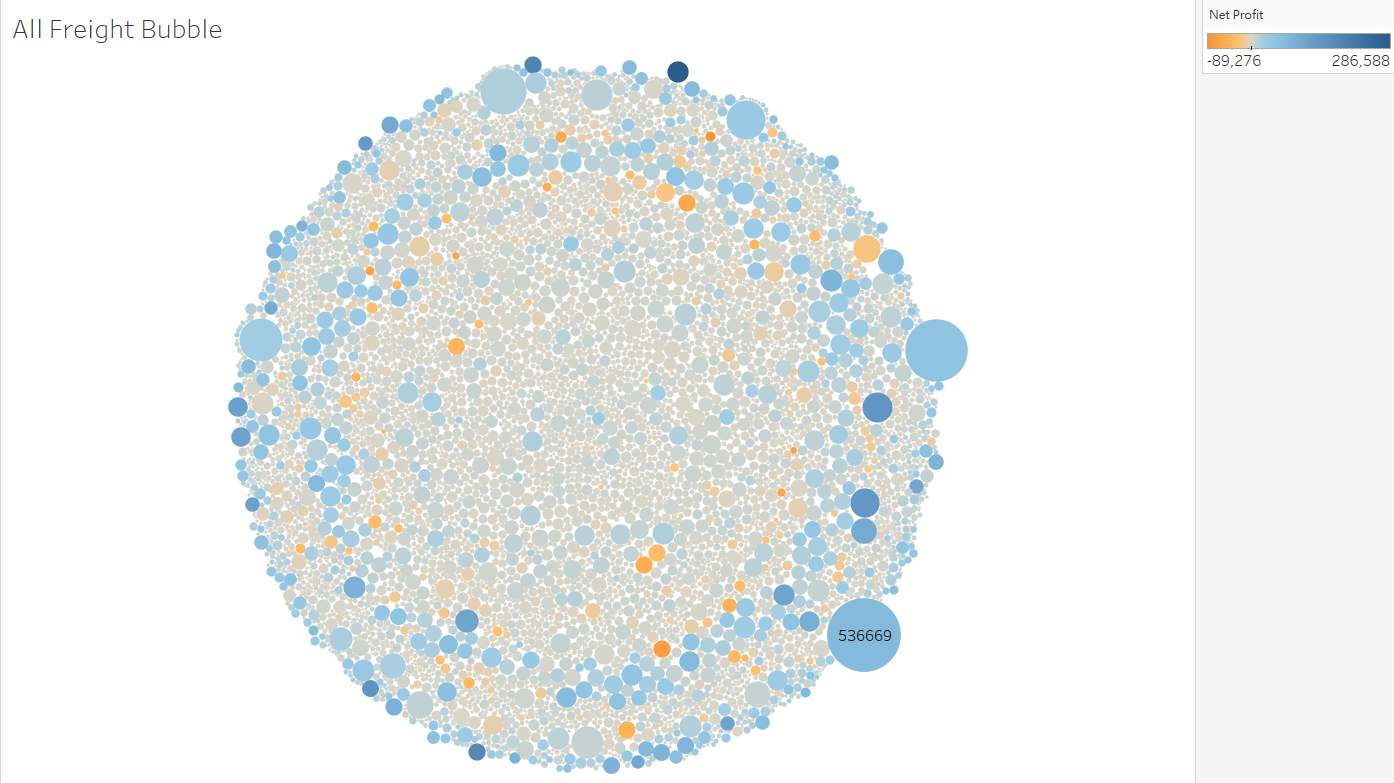 All Freight Bubble
Net Profit
-89,276 286,588
536669